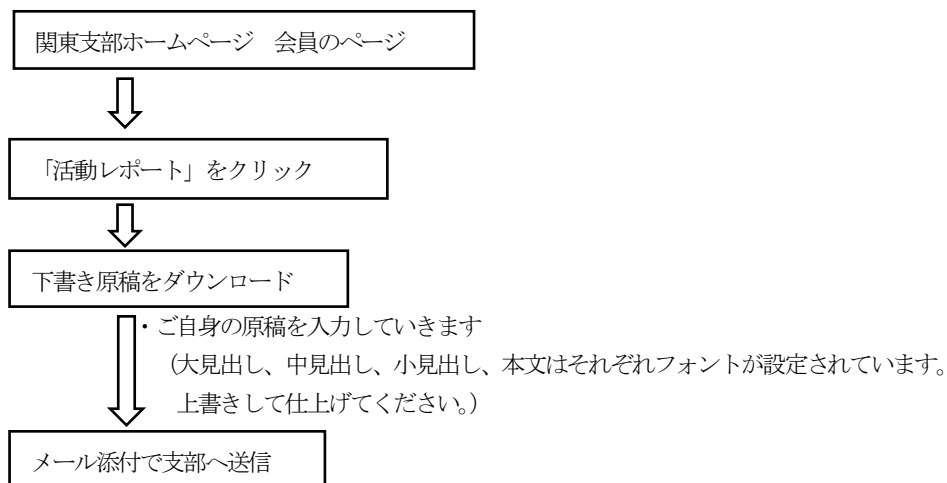 関東支部ホームページ　会員のページ
「活動レポート」をクリック
下書き原稿をダウンロード
・ご自身の原稿を入力していきます
（大見出し、中見出し、小見出し、本文はそれぞれフォントが設定されています。
上書きして仕上げてください。）
メール添付で支部へ送信